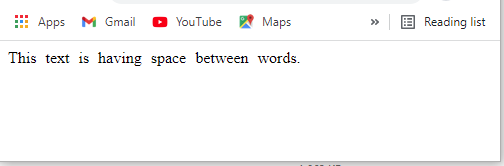 Apps Gmail YouTube Maps » Reading list
This text is having space between words.